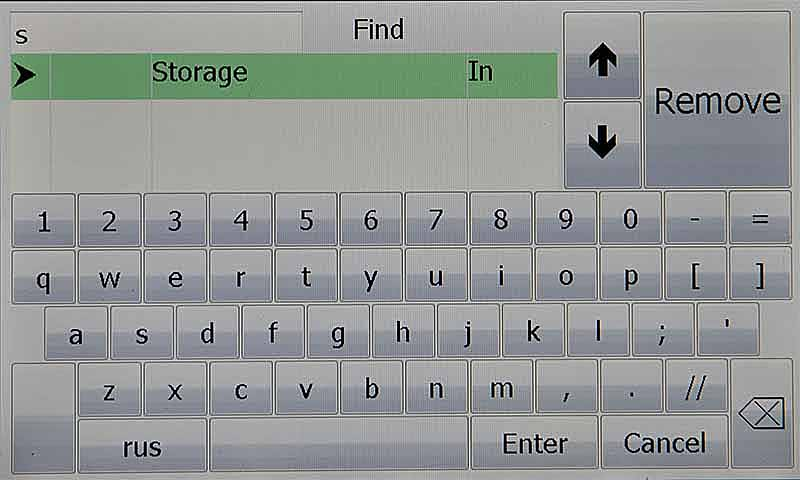 s Find
Storage In
Remove
1 2 3 4 5 6 7 8 9 0 - =
q w e r t y u i o p [ ]
a s d f g h j k l ; '
z x c v b n m , . //
rus Enter Cancel